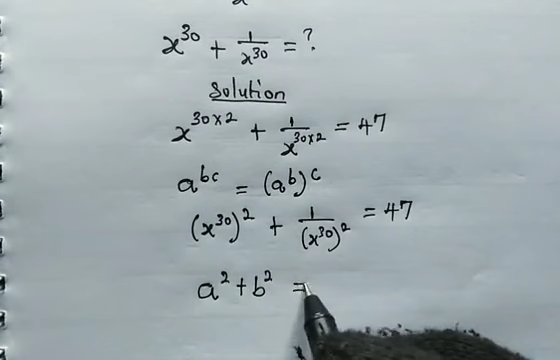 x
x^30 + 1/x^30 = ?
Solution
x^30×2 + 1/x^30×2 = 47
a^bc = (a^b)^c
(x^30)^2 + 1/(x^30)^2 = 47
a^2 + b^2 =